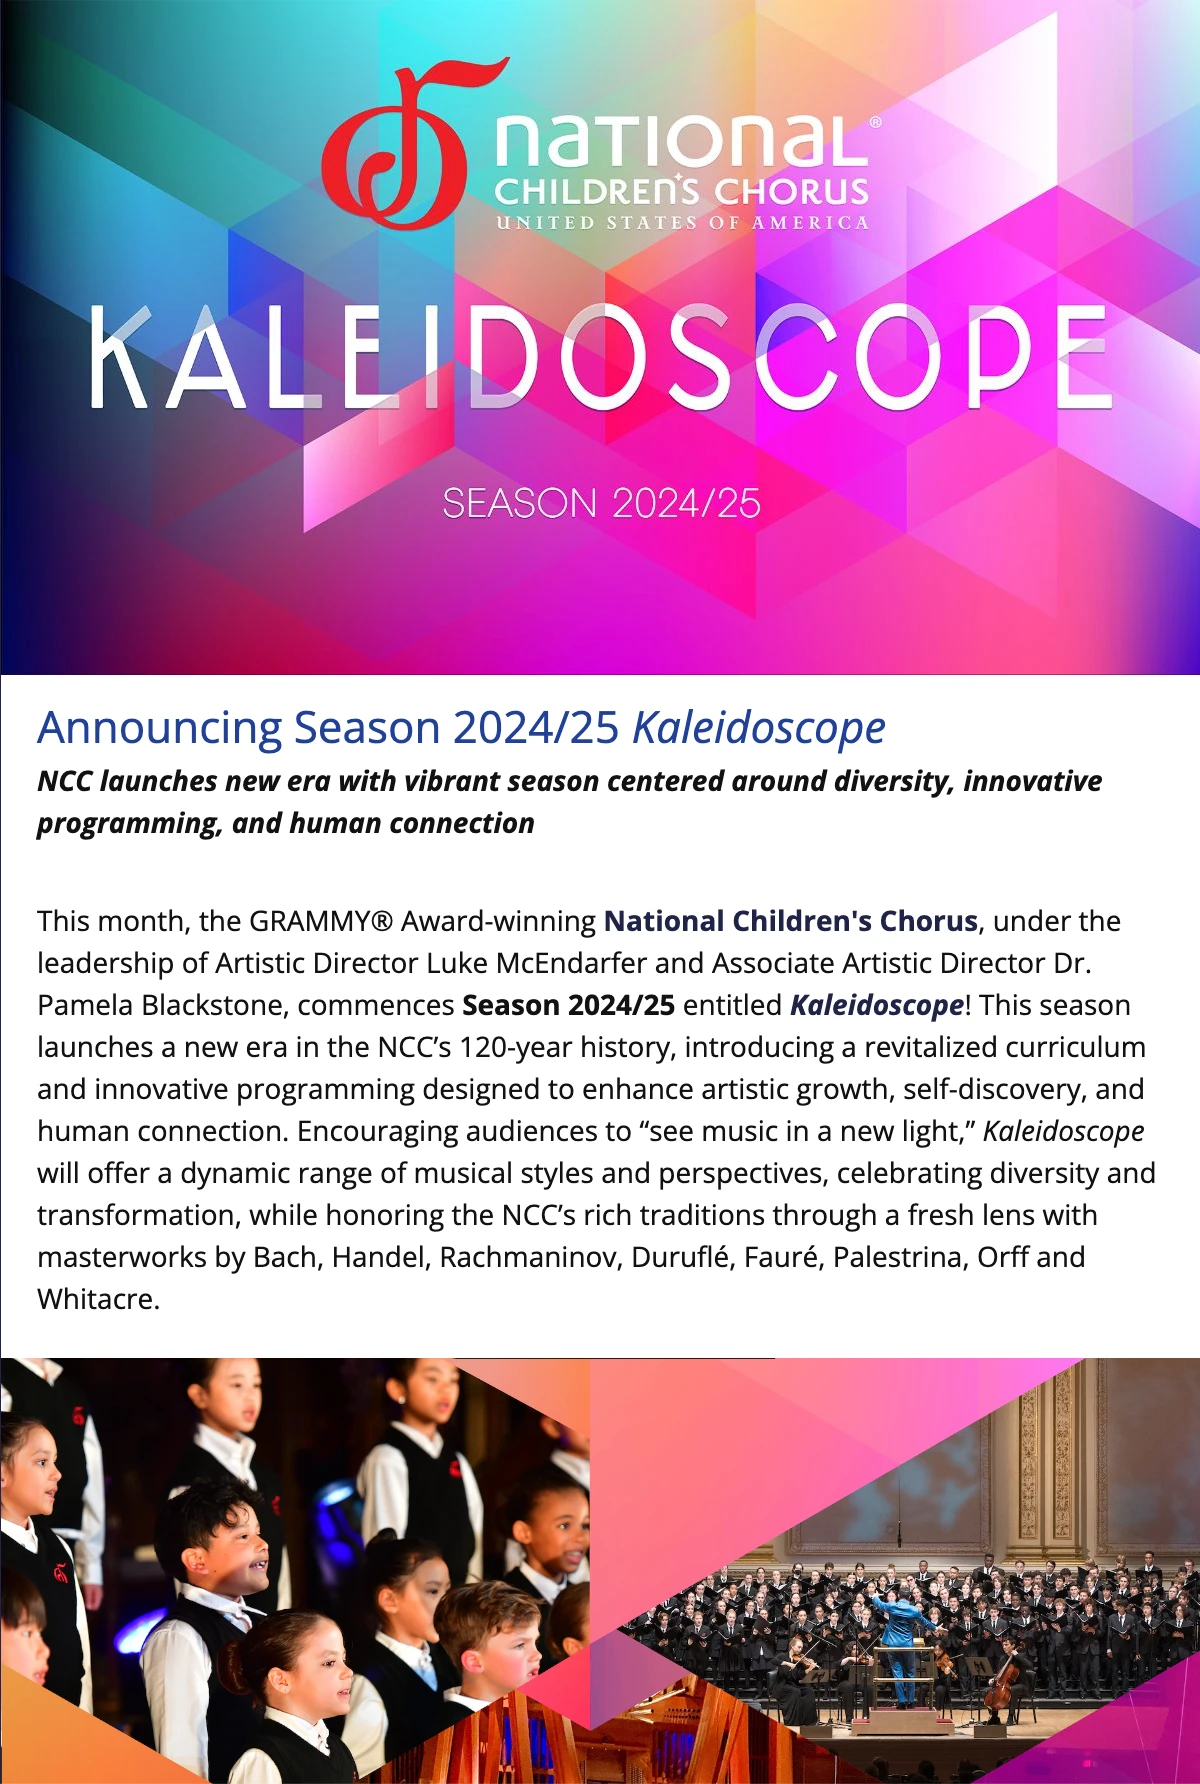 NATIONAL®
CHILDREN'S CHORUS
UNITED STATES OF AMERICA
KALEIDOSCOPE
SEASON 2024/25
Announcing Season 2024/25 Kaleidoscope
NCC launches new era with vibrant season centered around diversity, innovative
programming, and human connection
This month, the GRAMMY® Award-winning National Children's Chorus, under the
leadership of Artistic Director Luke McEndarfer and Associate Artistic Director Dr.
Pamela Blackstone, commences Season 2024/25 entitled Kaleidoscope! This season
launches a new era in the NCC’s 120-year history, introducing a revitalized curriculum
and innovative programming designed to enhance artistic growth, self-discovery, and
human connection. Encouraging audiences to “see music in a new light,” Kaleidoscope
will offer a dynamic range of musical styles and perspectives, celebrating diversity and
transformation, while honoring the NCC’s rich traditions through a fresh lens with
masterworks by Bach, Handel, Rachmaninov, Duruflé, Fauré, Palestrina, Orff and
Whitacre.